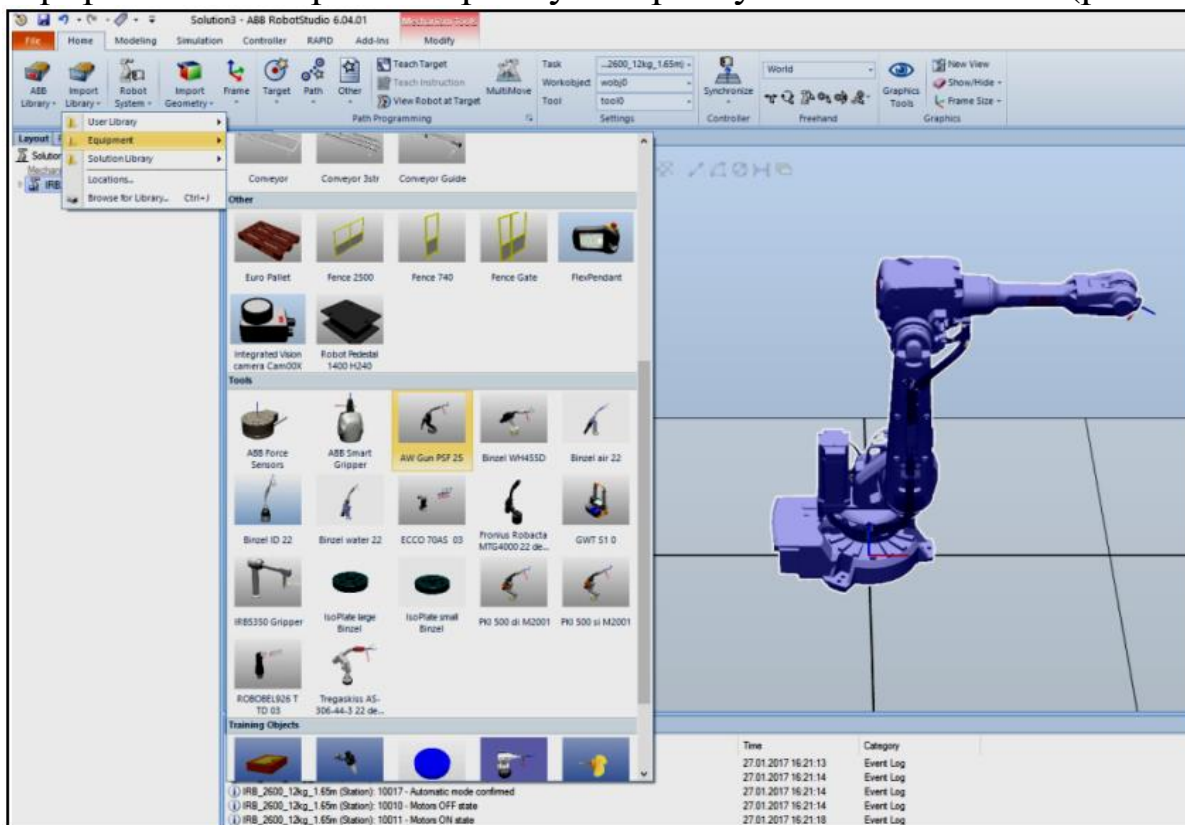 Solution3 - ABB RobotStudio 6.04.01
Mechanism Tools
File Home Modeling Simulation Controller RAPID Add-Ins Modify
ABB Library
Import Library
Robot System
Import Geometry
Frame
Target
Path
Other
Teach Target
Teach Instruction
View Robot at Target
MultiMove
Task ...2600_12kg_1.65m)
Workobject wobj0
Tool tool0
Synchronize
World
Graphics Tools
New View
Show/Hide
Frame Size
Path Programming
Settings
Controller
Freehand
Graphics
Layout
Solution
Mechan
IRB
User Library
Equipment
Solution Library
Locations...
Browse for Library... Ctrl+J
Conveyor Conveyor 3str Conveyor Guide
Other
Euro Pallet Fence 2500 Fence 740 Fence Gate FlexPendant
Integrated Vision camera Cam00X
Robot Pedestal 1400 H240
Tools
ABB Force Sensors
ABB Smart Gripper
AW Gun PSF 25
Binzel WH455D
Binzel air 22
Binzel ID 22
Binzel water 22
ECCO 70AS 03
Fronius Robacta MTG4000 22 de...
GWT S1 0
IRB5350 Gripper
IsoPlate large Binzel
IsoPlate small Binzel
PKI 500 di M2001
PKI 500 si M2001
ROBOBEL926 T TD 03
Tregaskiss AS-306-44-3 22 de...
Training Objects
Time Category
27.01.2017 16:21:13 Event Log
27.01.2017 16:21:14 Event Log
IRB_2600_12kg_1.65m (Station): 10017 - Automatic mode confirmed 27.01.2017 16:21:14 Event Log
IRB_2600_12kg_1.65m (Station): 10010 - Motors OFF state 27.01.2017 16:21:14 Event Log
IRB_2600_12kg_1.65m (Station): 10011 - Motors ON state 27.01.2017 16:21:18 Event Log